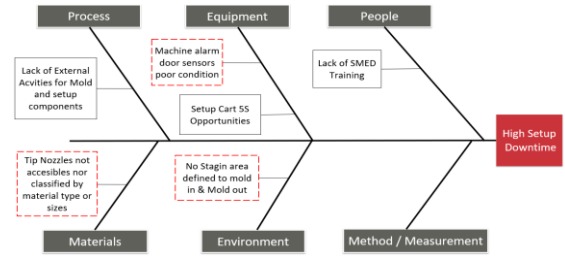 Process
Equipment
People
Machine alarm
door sensors
poor condition
Lack of External
Acvities for Mold
and setup
components
Lack of SMED
Training
Setup Cart 5S
Opportunities
High Setup
Downtime
Tip Nozzles not
accesibles nor
classified by
material type or
sizes
No Stagin area
defined to mold
in & Mold out
Materials
Environment
Method / Measurement